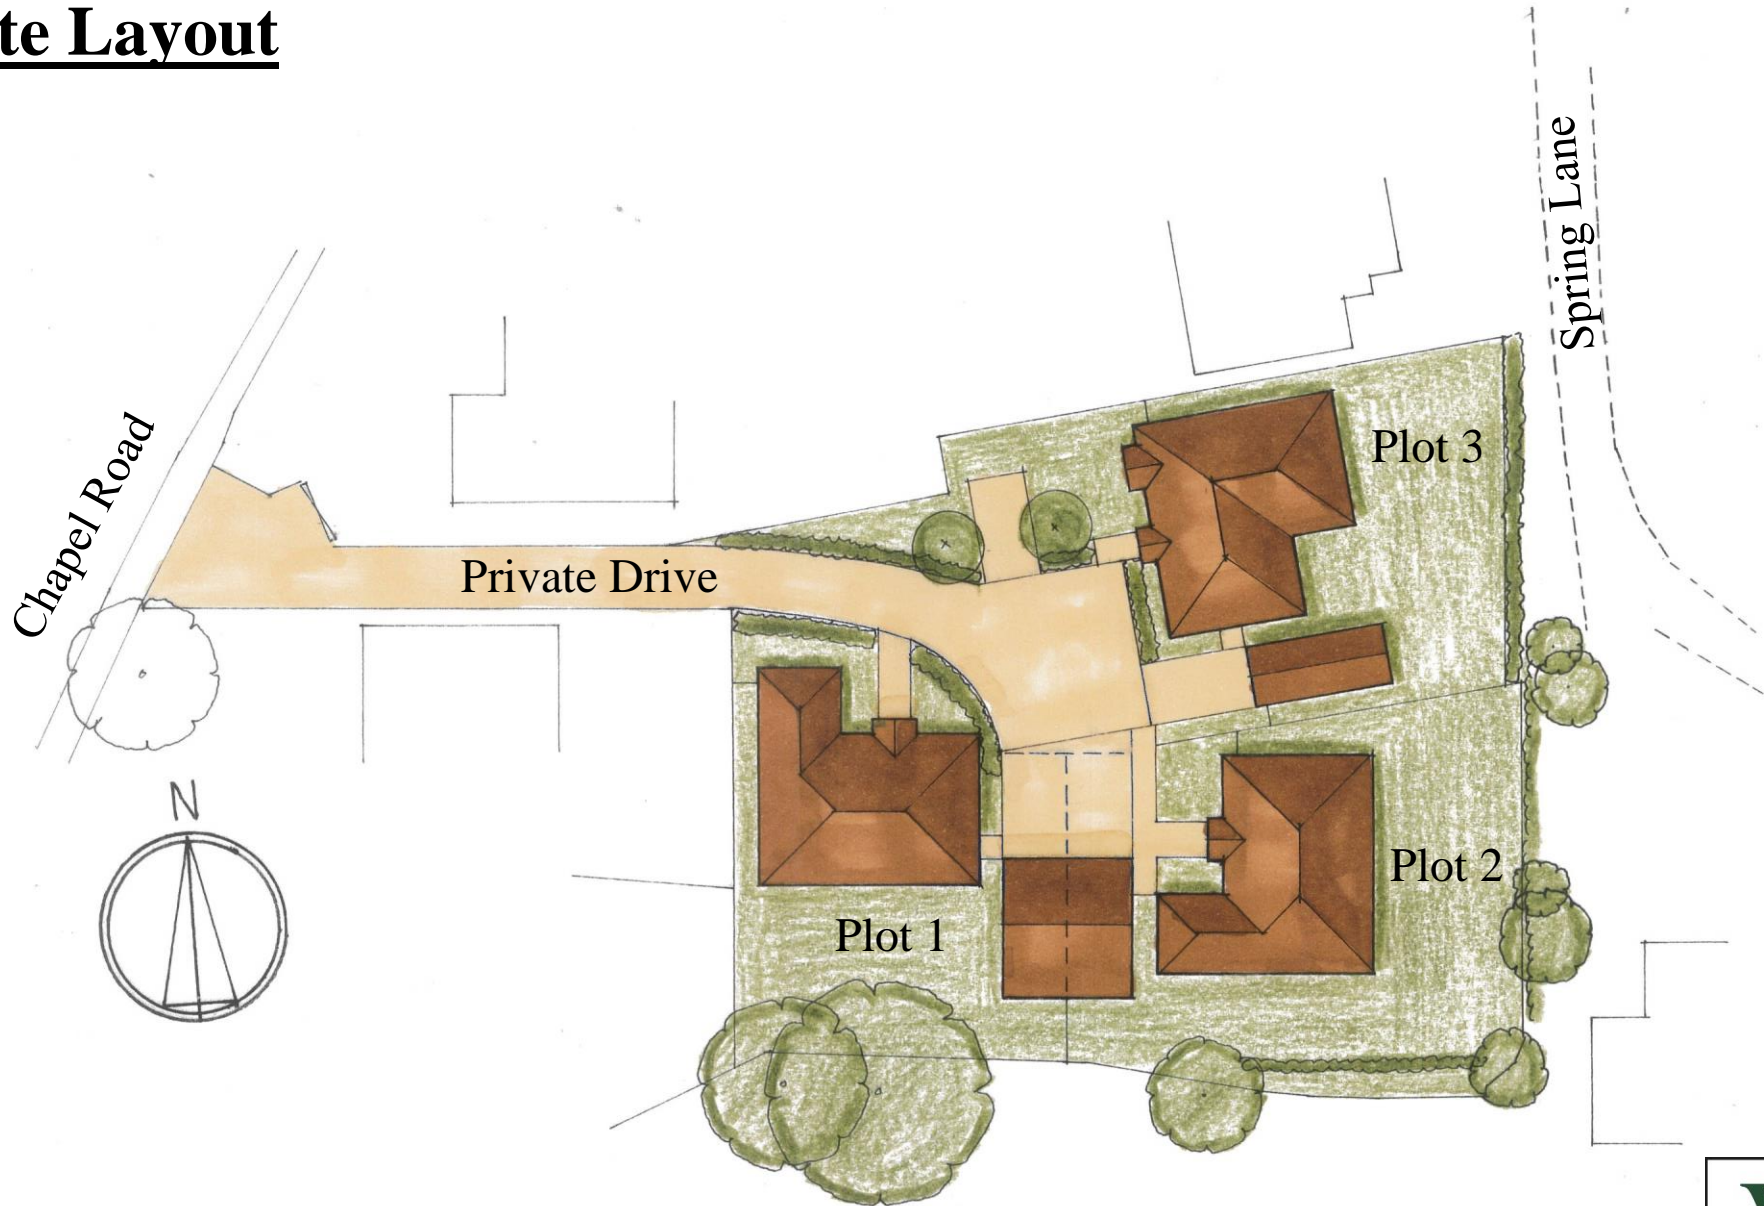 te Layout
Spring Lane
Chapel Road
Plot 3
Private Drive
N
Plot 2
Plot 1